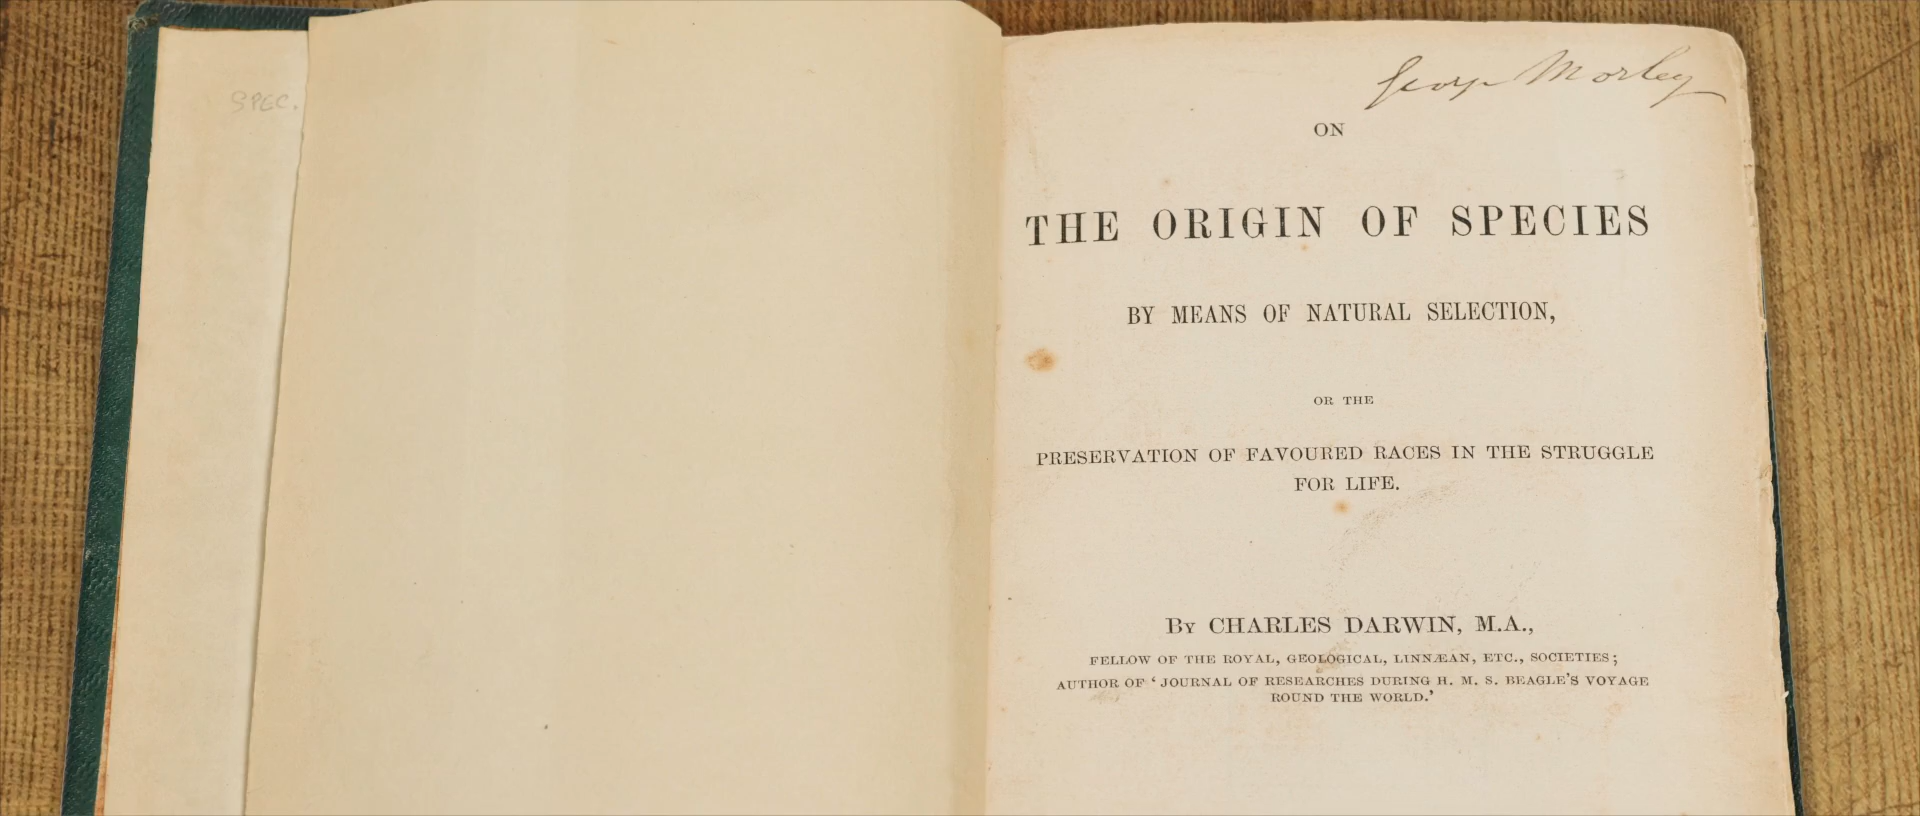 SPEC.
George Morley
ON
THE ORIGIN OF SPECIES
BY MEANS OF NATURAL SELECTION,
OR THE
PRESERVATION OF FAVOURED RACES IN THE STRUGGLE
FOR LIFE.
BY CHARLES DARWIN, M.A.,
FELLOW OF THE ROYAL, GEOLOGICAL, LINNÆAN, ETC., SOCIETIES;
AUTHOR OF ‘JOURNAL OF RESEARCHES DURING H. M. S. BEAGLE’S VOYAGE
ROUND THE WORLD.’